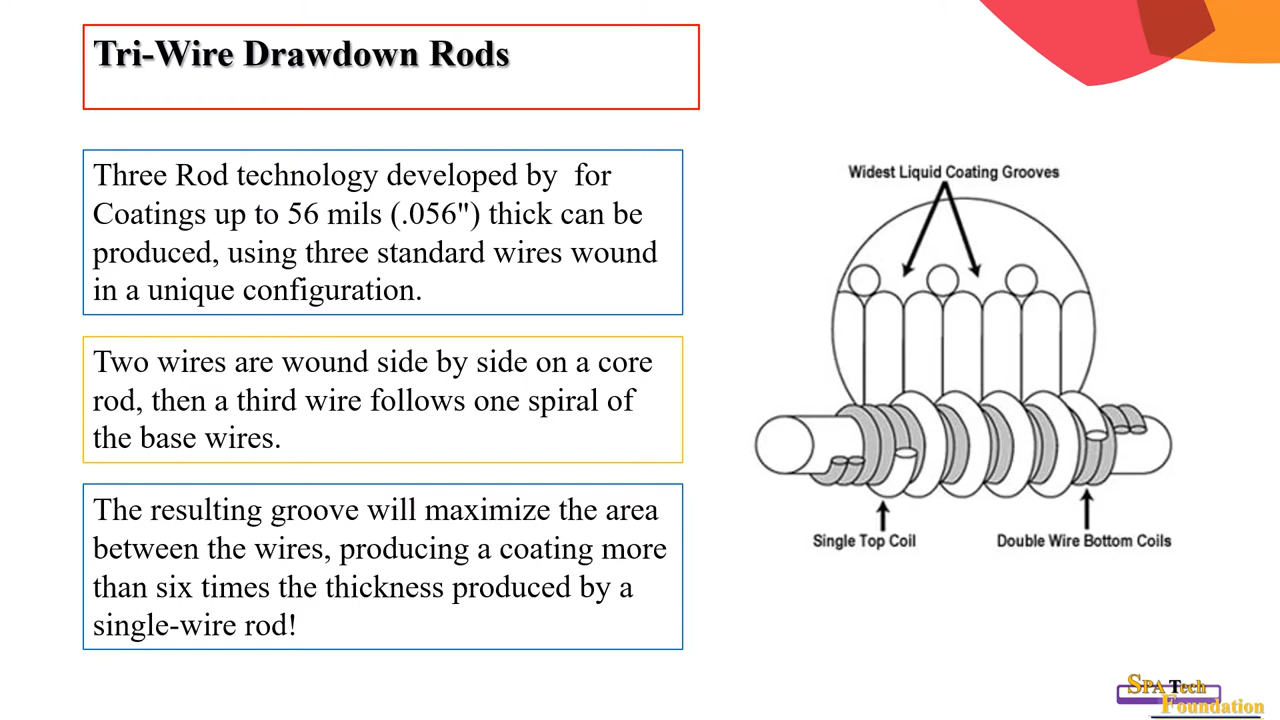 Tri-Wire Drawdown Rods
Three Rod technology developed by  for
Coatings up to 56 mils (.056") thick can be
produced, using three standard wires wound
in a unique configuration.
Two wires are wound side by side on a core
rod, then a third wire follows one spiral of
the base wires.
The resulting groove will maximize the area
between the wires, producing a coating more
than six times the thickness produced by a
single-wire rod!
Widest Liquid Coating Grooves
Single Top Coil
Double Wire Bottom Coils
SPA Tech
Foundation